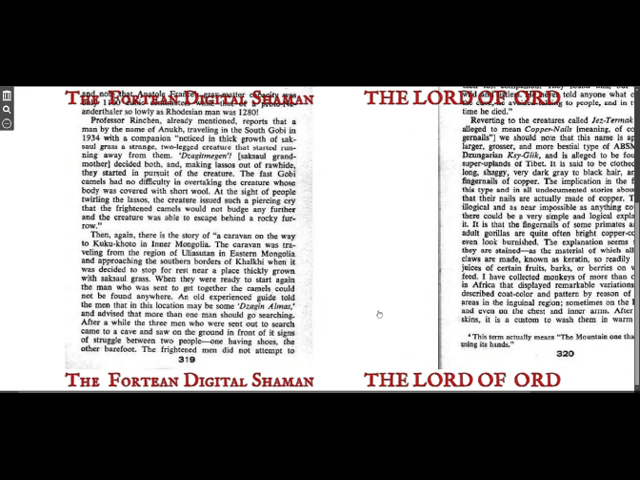 THE FORTEAN DIGITAL SHAMAN
THE LORD OF ORD
anderthaler so lowly as Rhodesian man was 1280!
Professor Rinchen, already mentioned, reports that a
man by the name of Anukh, traveling in the South Gobi in
1934 with a companion "noticed in thick growth of sak-
saul grass a strange, two-legged creature that started run-
ning away from them. 'Dzagitmegen'! [saksaul grand-
mother] decided both, and, making lassos out of rawhide,
they started in pursuit of the creature. The fast Gobi
camels had no difficulty in overtaking the creature whose
body was covered with short wool. At the sight of people
twirling the lassos, the creature issued such a piercing cry
that the frightened camels would not budge any further
and the creature was able to escape behind a rocky fur-
row."
Then, again, there is the story of "a caravan on the way
to Kuku-khoto in Inner Mongolia. The caravan was tra-
veling from the region of Uliasutan in Eastern Mongolia
and approaching the southern borders of Khalkhi when it
was decided to stop for rest near a place thickly grown
with saksaul grass. When they were ready to start again
the man who was sent to get together the camels could
not be found anywhere. An old experienced guide told
the men that in this location may be some 'Dzagin Almas,'
and advised that more than one man should go searching.
After a while the three men who were sent out to search
came to a cave and saw on the ground in front of it signs
of struggle between two people—one having shoes, the
other barefoot. The frightened men did not attempt to
319
time he died."
Reverting to the creatures called Jez-Termak
alleged to mean Copper-Nails [meaning, of co
gernails"] we should now that this name is ap
larger, grosser, and more bestial type of ABSM
Dzungarian Ksy-Giik, and is alleged to be fou
super-uplands of Tibet. It is said to be clothed
long, shaggy, very dark gray to black hair, an
fingernails of copper. The implication in the f
this type and in all undocumented stories about
that their nails are actually made of copper. T
illogical and as near impossible as anything co
there could be a very simple and logical expla
it. It is that the fingernails of some primates a
adult gorillas are quite often bright copper-co
even look burnished. The explanation seems t
they are stained—as the material of which all
claws are made, known as keratin, so readily
juices of certain fruits, barks, or berries on w
feed. I have collected monkeys of more than o
in Africa that displayed remarkable variations
described coat-color and pattern by reason of
areas in the inguinal region; sometimes on the l
and even on the chest and inner arms. After
skins, it is a custom to wash them in warm
* This term actually means "The Mountain one tha
using its hands."
320
THE FORTEAN DIGITAL SHAMAN
THE LORD OF ORD